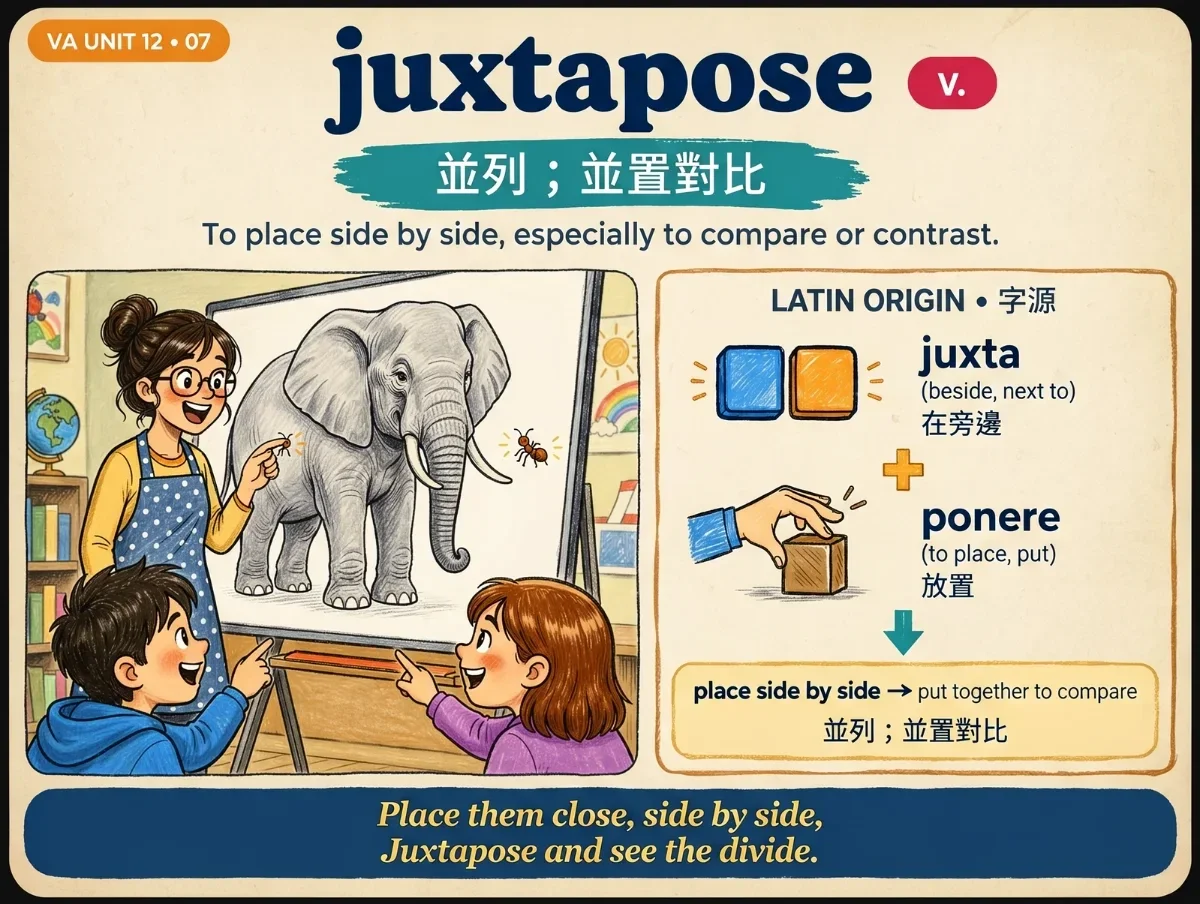 VA UNIT 12 • 07
juxtapose
V.
並列；並置對比
To place side by side, especially to compare or contrast.
LATIN ORIGIN • 字源
juxta
(beside, next to)
在旁邊
ponere
(to place, put)
放置
place side by side → put together to compare
並列；並置對比
Place them close, side by side,
Juxtapose and see the divide.